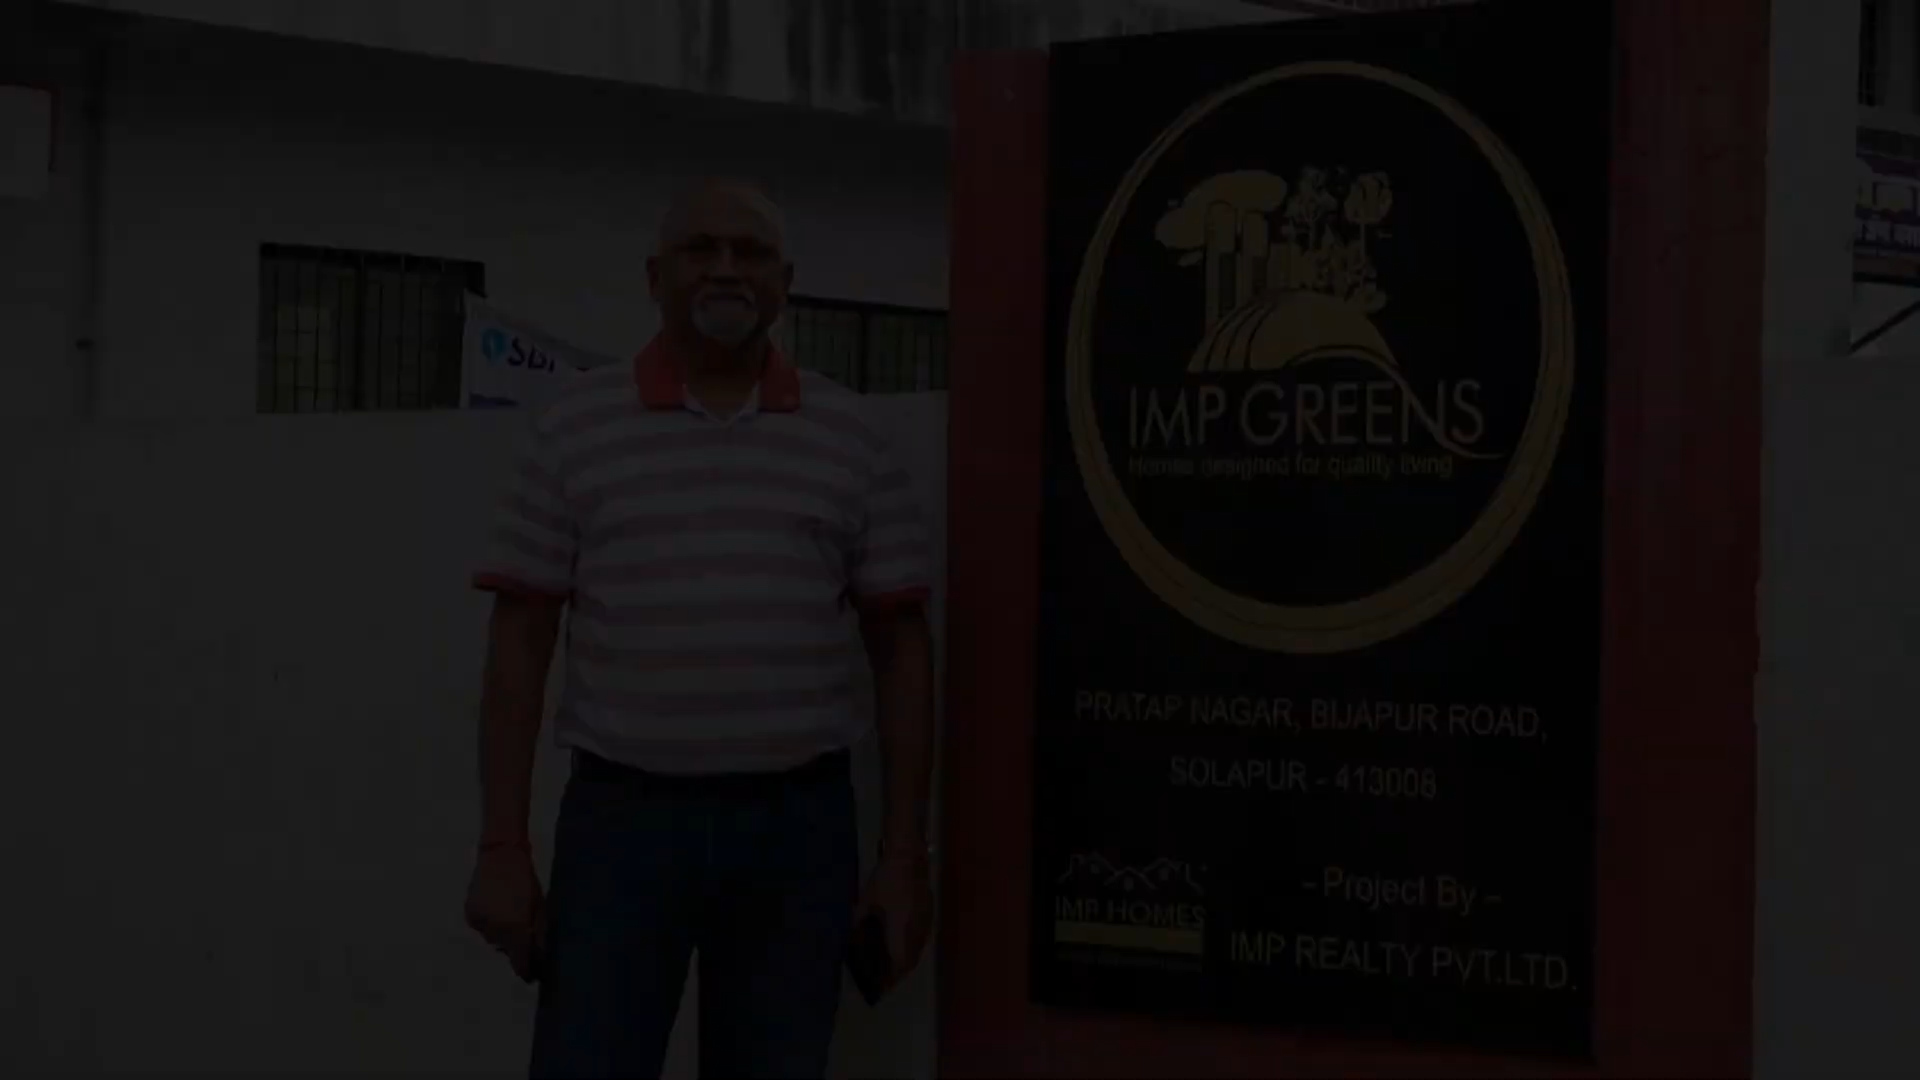 SBI
IMP GREENS
Homes designed for quality living
PRATAP NAGAR, BIJAPUR ROAD,
SOLAPUR - 413008
- Project By -
IMP HOMES
IMP REALTY PVT.LTD.